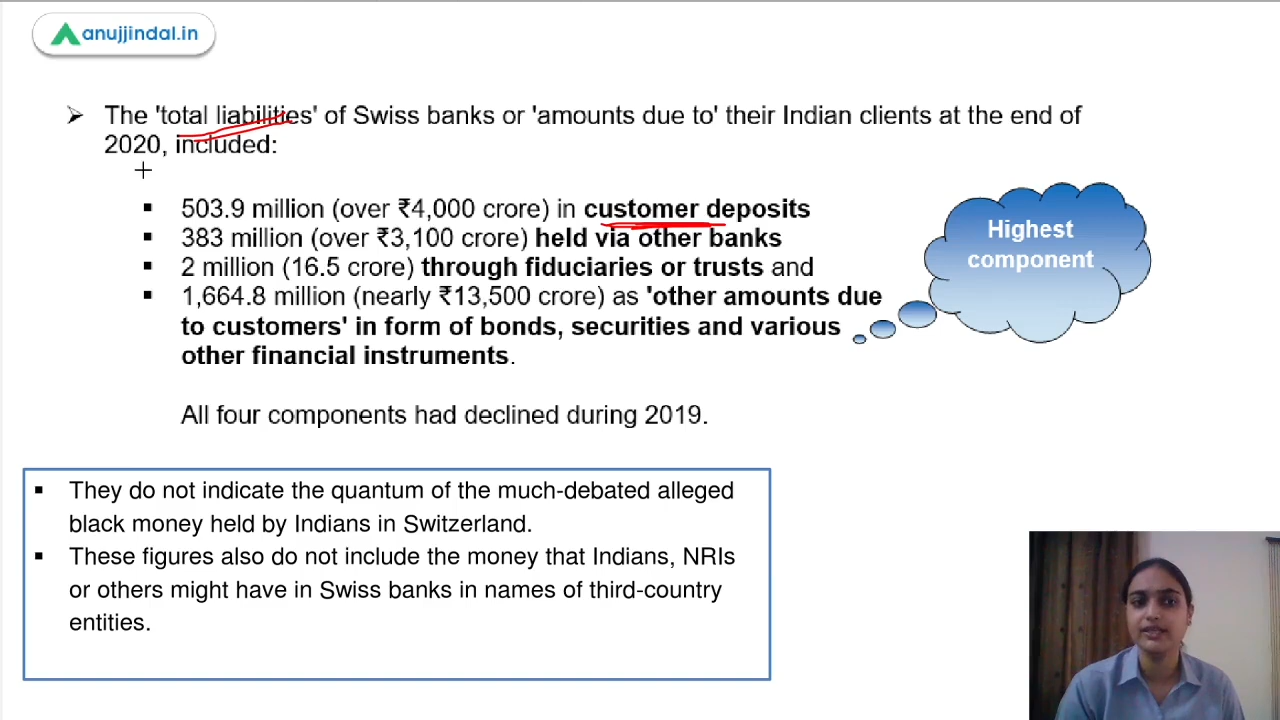 anujjindal.in
➤ The 'total liabilities' of Swiss banks or 'amounts due to' their Indian clients at the end of
2020, included:
▪ 503.9 million (over ₹4,000 crore) in customer deposits
▪ 383 million (over ₹3,100 crore) held via other banks
▪ 2 million (16.5 crore) through fiduciaries or trusts and
▪ 1,664.8 million (nearly ₹13,500 crore) as 'other amounts due
to customers' in form of bonds, securities and various
other financial instruments.
Highest
component
All four components had declined during 2019.
▪ They do not indicate the quantum of the much-debated alleged
black money held by Indians in Switzerland.
▪ These figures also do not include the money that Indians, NRIs
or others might have in Swiss banks in names of third-country
entities.